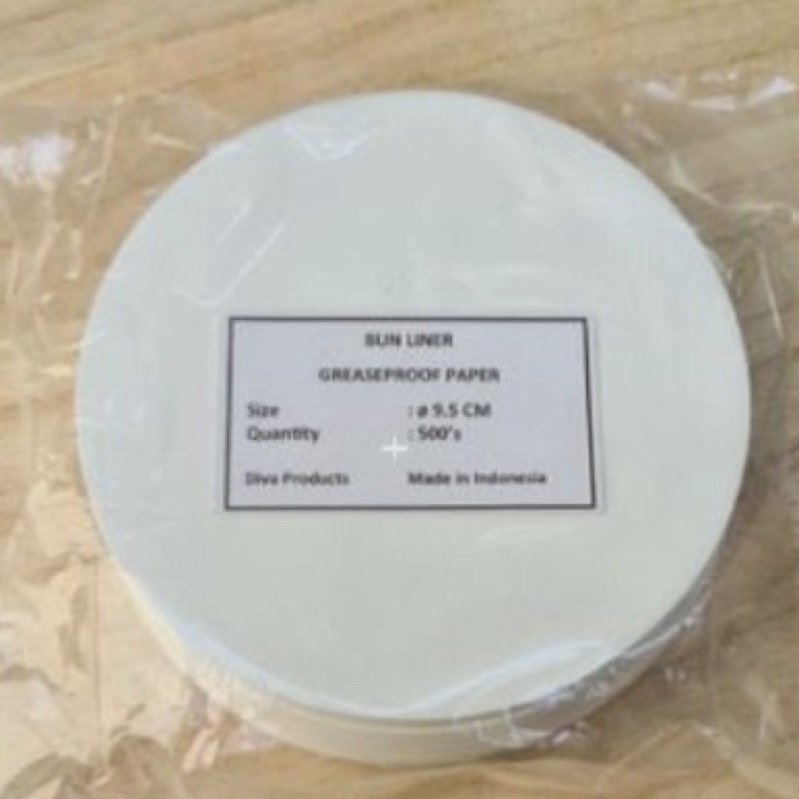 BUN LINER
GREASEPROOF PAPER
Size : ø 9.5 CM
Quantity : 500's
Diva Products Made in Indonesia